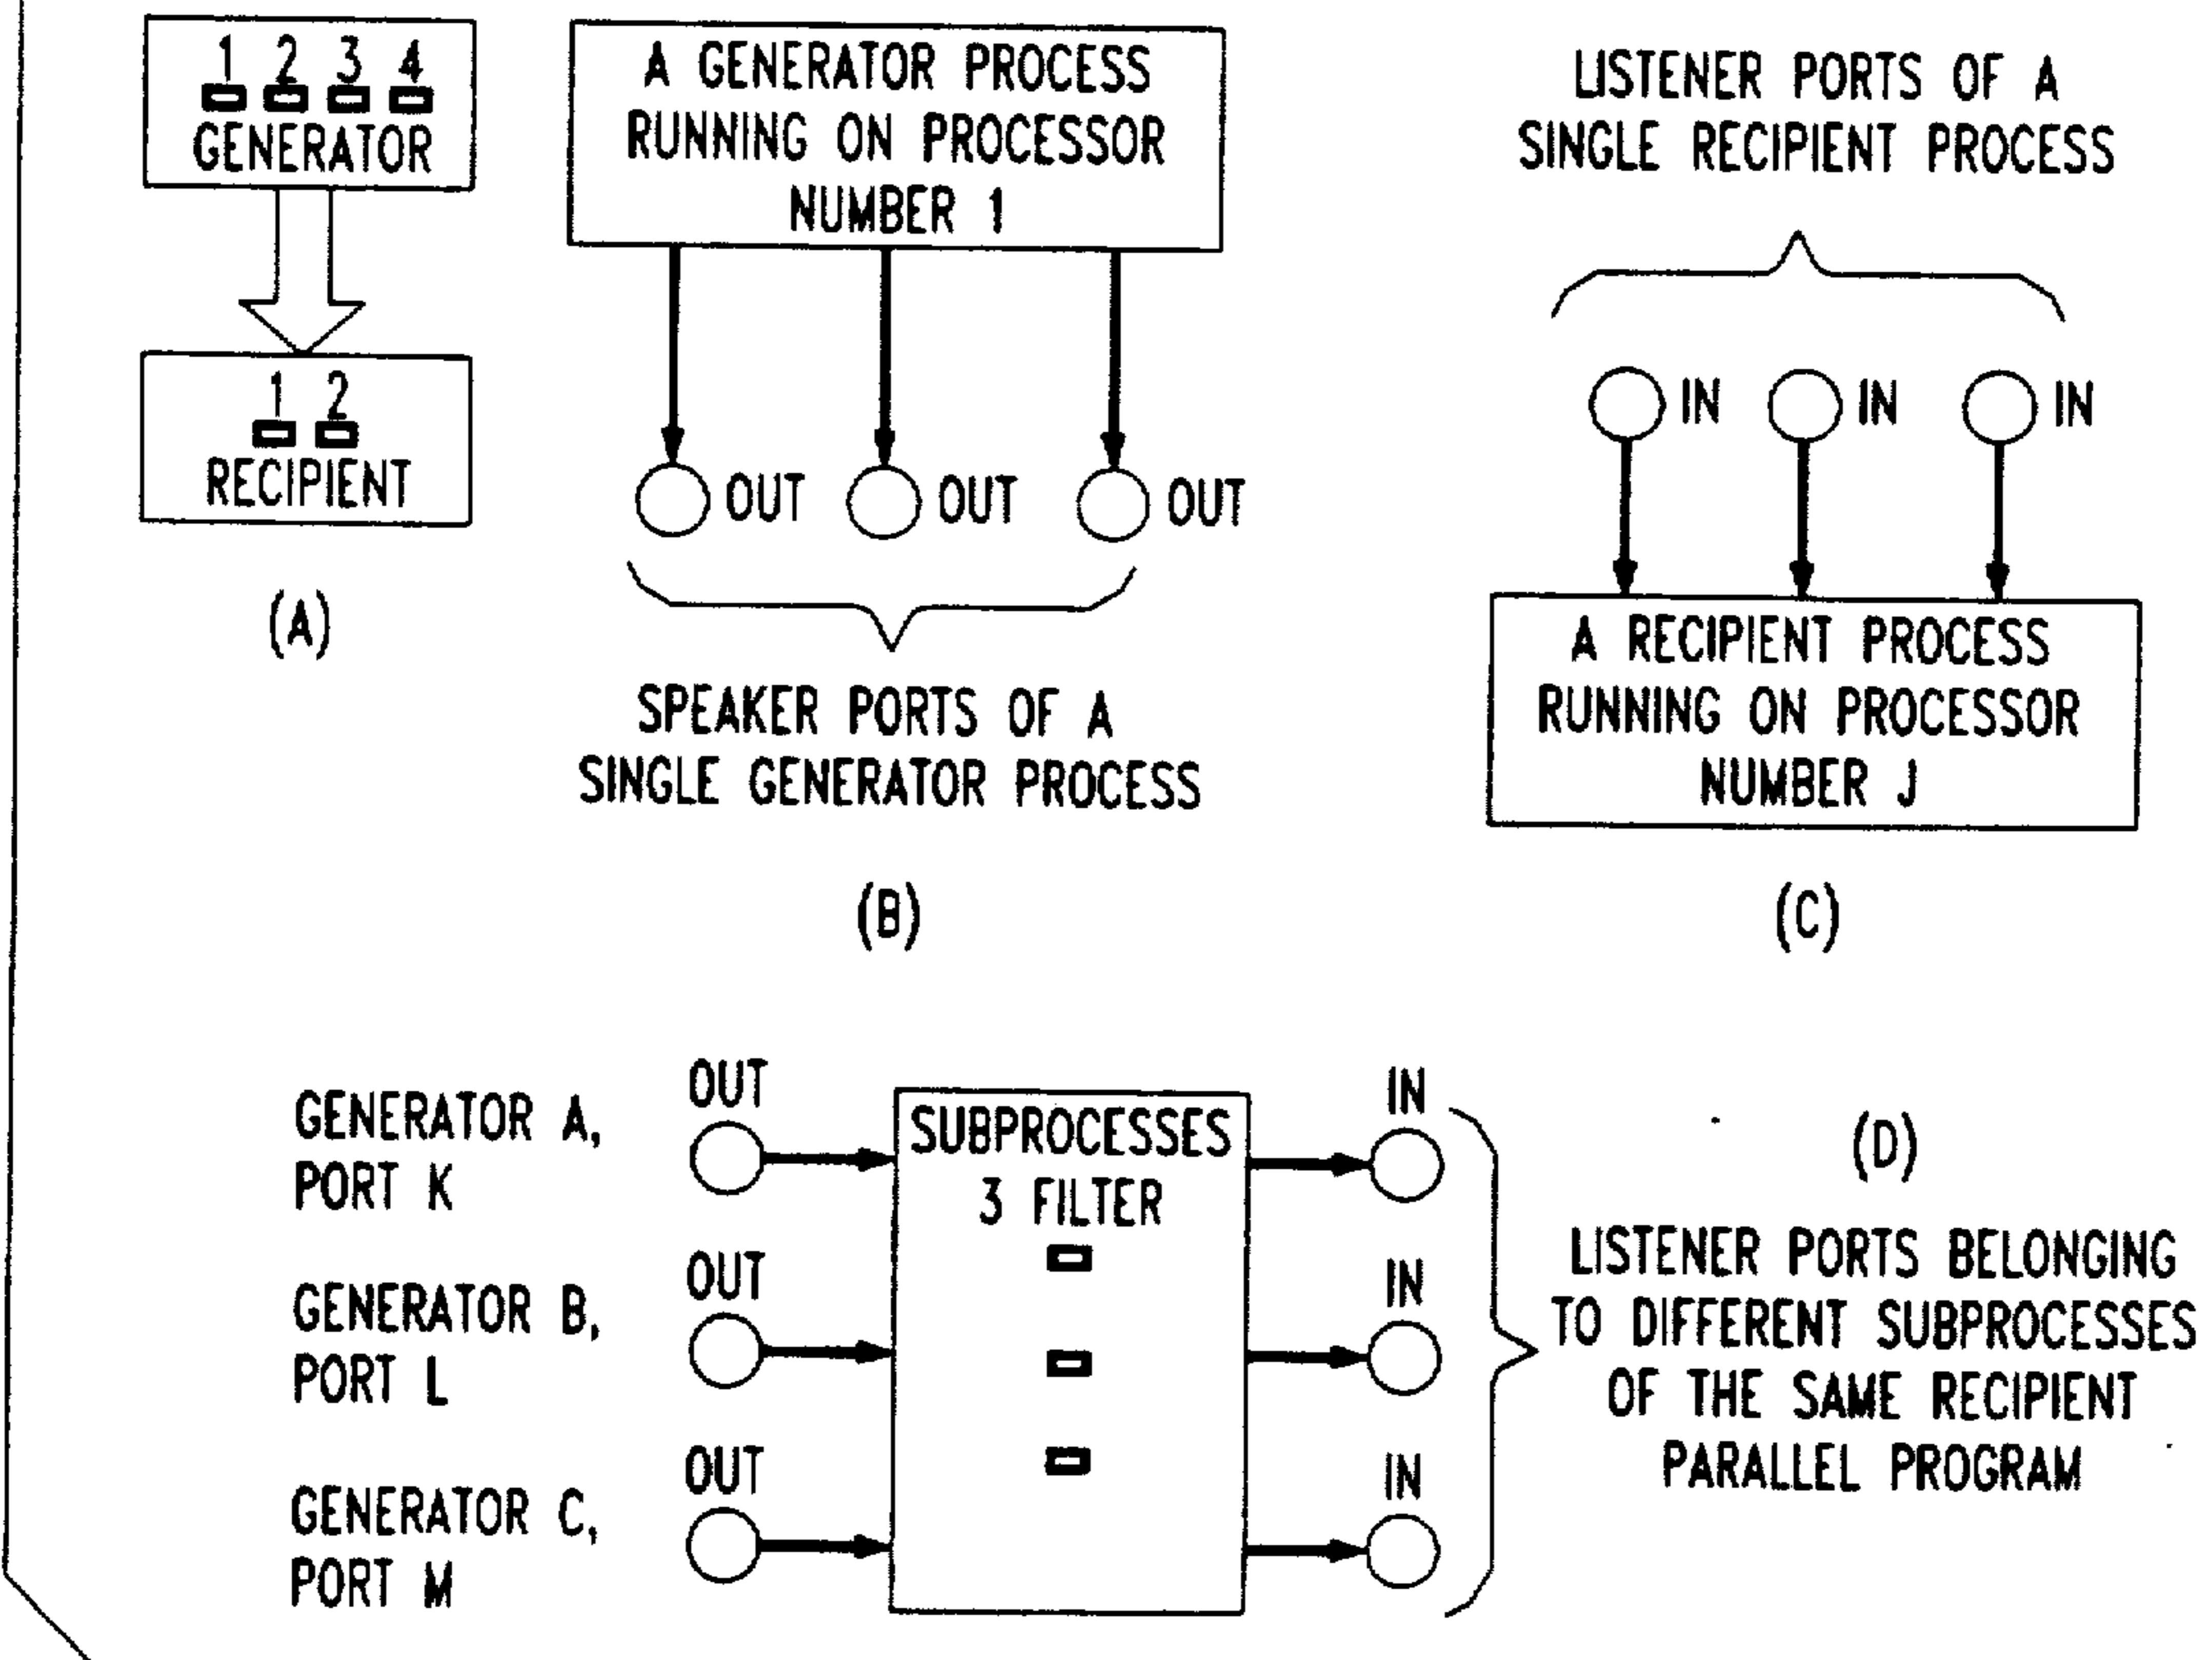 1 2 3 4
GENERATOR
1 2
RECIPIENT
(A)
A GENERATOR PROCESS
RUNNING ON PROCESSOR
NUMBER 1
OUT OUT OUT
SPEAKER PORTS OF A
SINGLE GENERATOR PROCESS
(B)
LISTENER PORTS OF A
SINGLE RECIPIENT PROCESS
IN IN IN
A RECIPIENT PROCESS
RUNNING ON PROCESSOR
NUMBER J
(C)
GENERATOR A,
PORT K
OUT
GENERATOR B,
PORT L
OUT
GENERATOR C,
PORT M
OUT
SUBPROCESSES
3 FILTER
IN
IN
IN
(D)
LISTENER PORTS BELONGING
TO DIFFERENT SUBPROCESSES
OF THE SAME RECIPIENT
PARALLEL PROGRAM